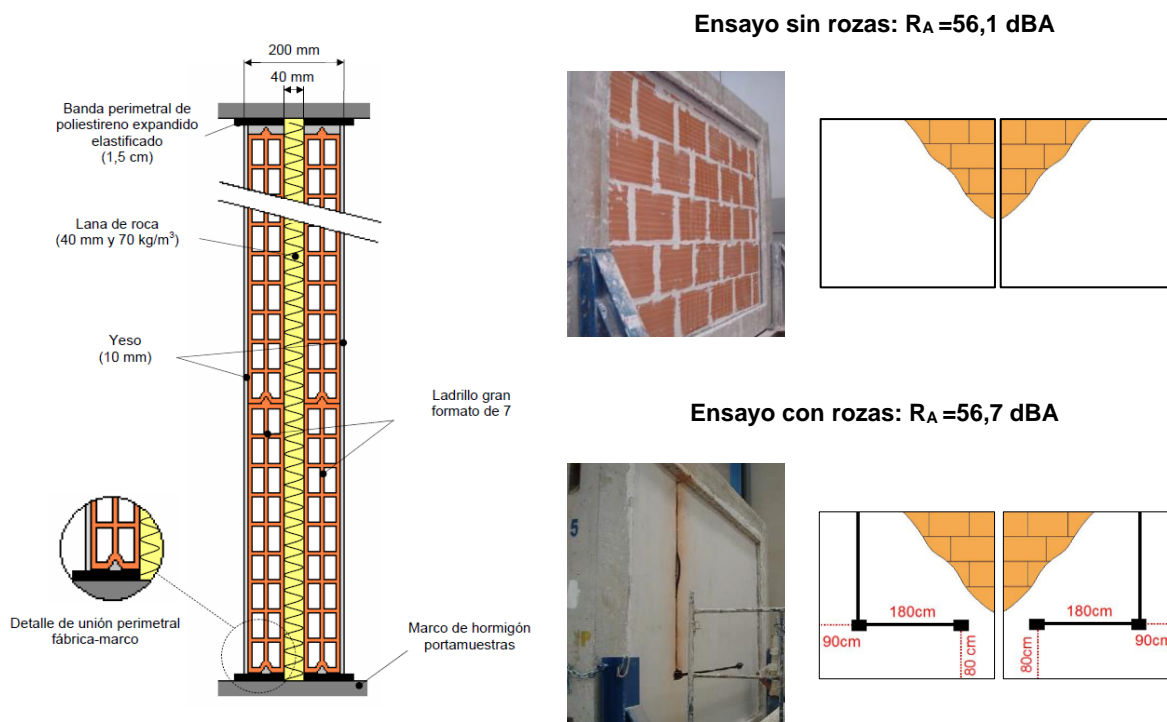 200 mm
40 mm
Banda perimetral de
poliestireno expandido
elastificado
(1,5 cm)
Lana de roca
(40 mm y 70 kg/m³)
Yeso
(10 mm)
Ladrillo gran
formato de 7
Detalle de unión perimetral
fábrica-marco
Marco de hormigón
portamuestras
Ensayo sin rozas: RA =56,1 dBA
Ensayo con rozas: RA =56,7 dBA
5
180cm
90cm
80 cm
180cm
80cm
90cm